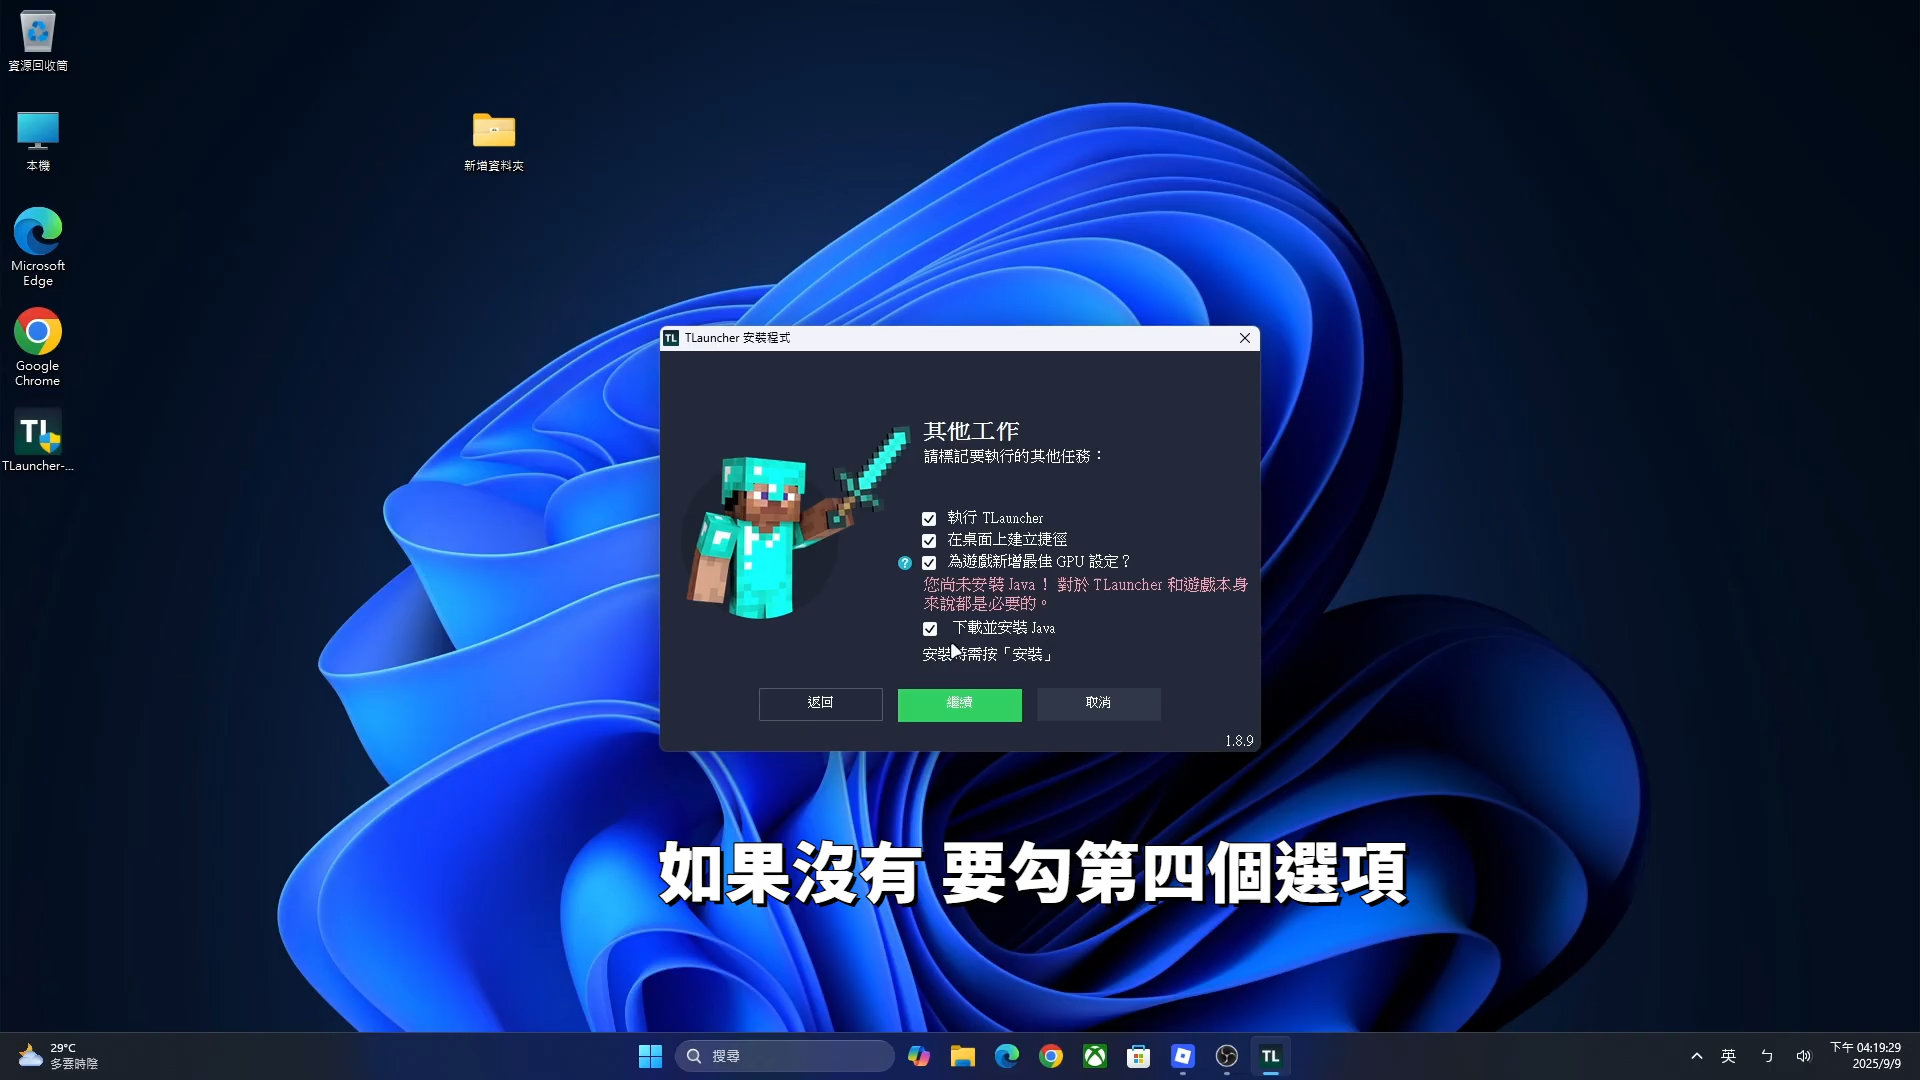 資源回收筒
本機
Microsoft
Edge
Google
Chrome
TL
TLauncher-...
新增資料夾
TL TLauncher 安裝程式
其他工作
請標記要執行的其他任務：
執行 TLauncher
在桌面上建立捷徑
? 為遊戲新增最佳 GPU 設定？
您尚未安裝 Java！ 對於 TLauncher 和遊戲本身
來說都是必要的。
下載並安裝 Java
安裝時需按「安裝」
返回
繼續
取消
1.8.9
如果沒有 要勾第四個選項
29°C
多雲時陰
搜尋
TL
英
ㄅ
下午 04:19:29
2025/9/9